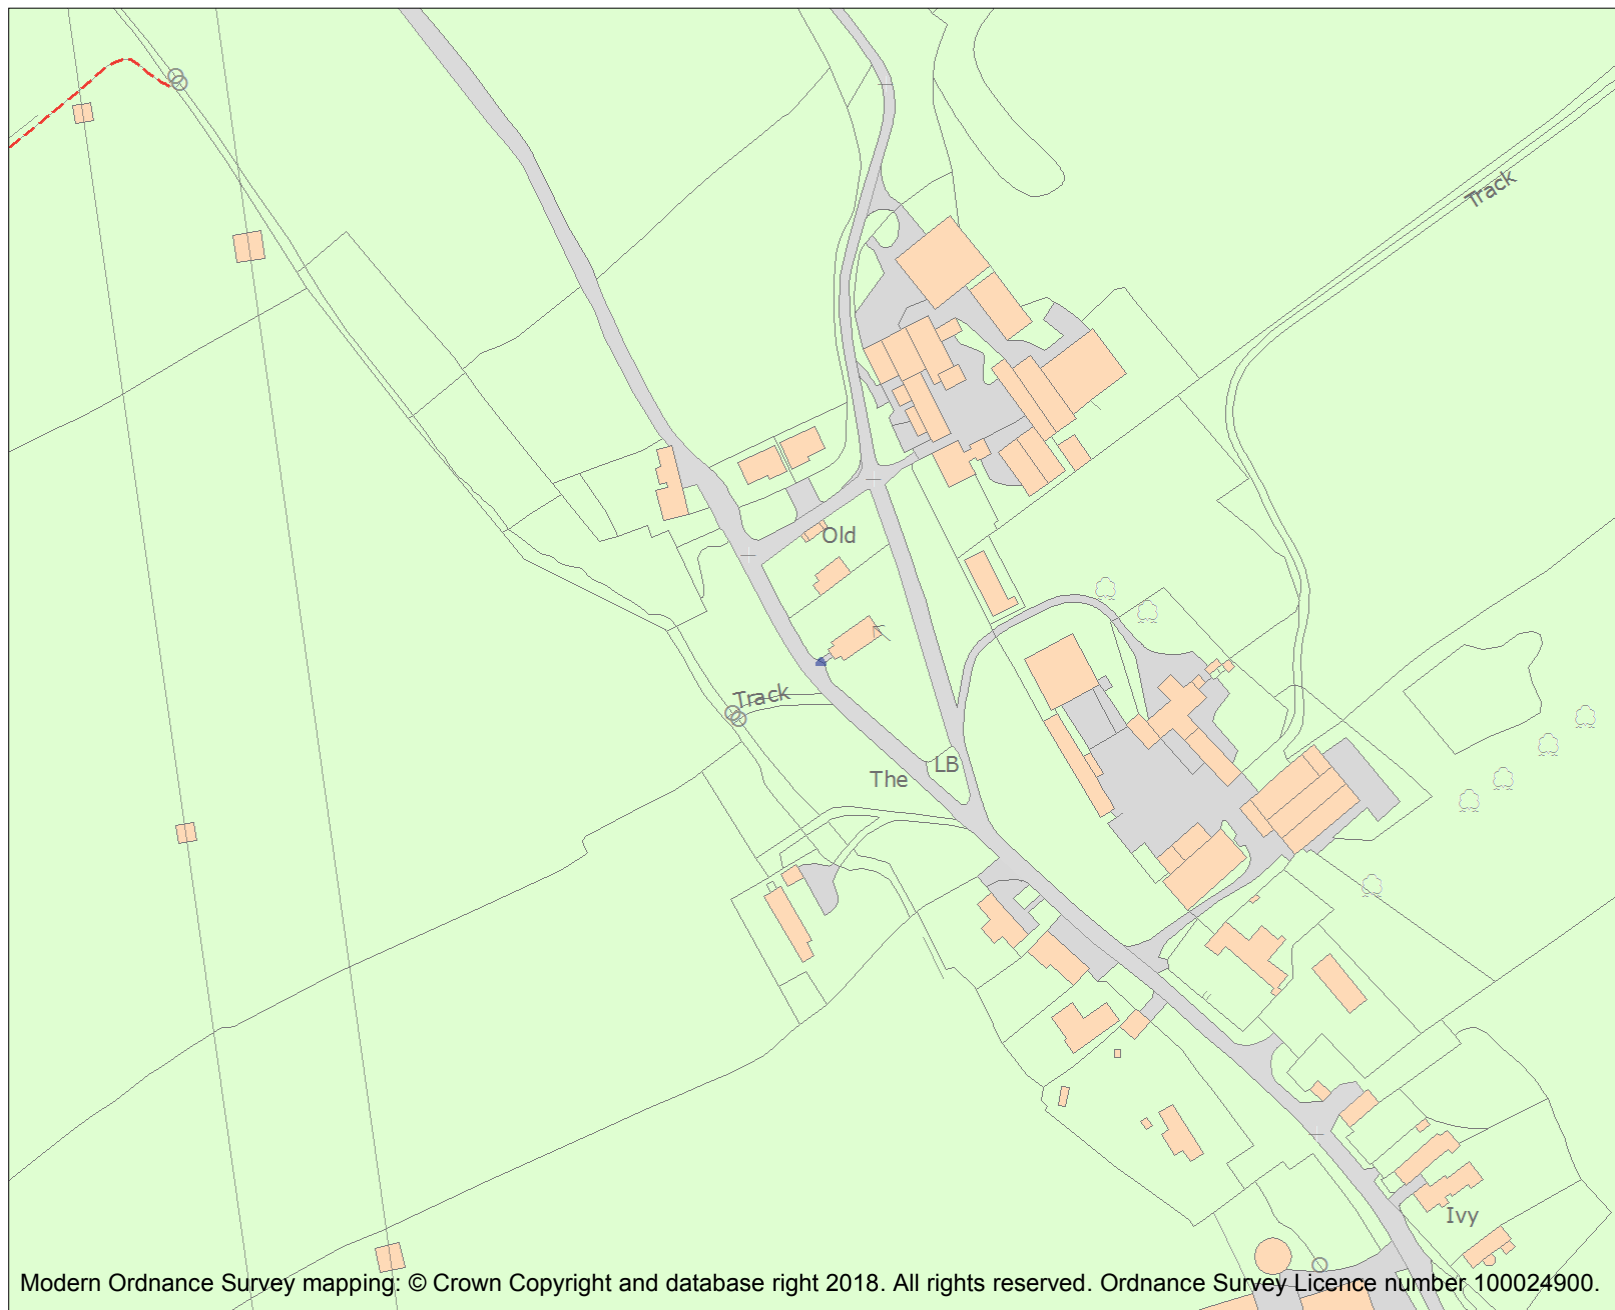 Track
Old
Track
LB
The
Ivy
Modern Ordnance Survey mapping: © Crown Copyright and database right 2018. All rights reserved. Ordnance Survey Licence number 100024900.